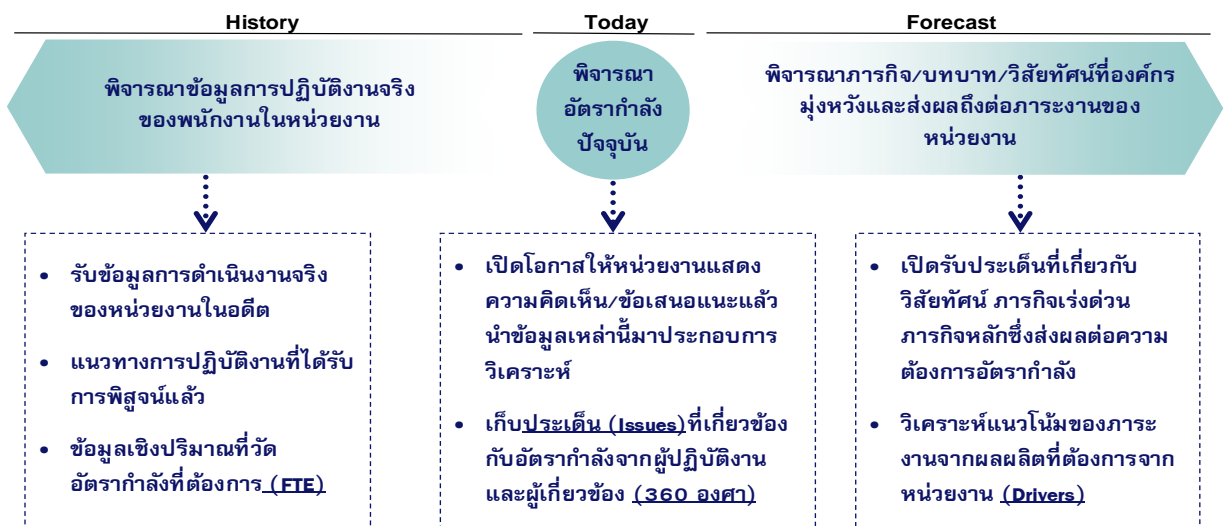 History
Today
Forecast
พิจารณาข้อมูลการปฏิบัติงานจริง
ของพนักงานในหน่วยงาน
พิจารณา
อัตรากำลัง
ปัจจุบัน
พิจารณาภารกิจ/บทบาท/วิสัยทัศน์ที่องค์กร
มุ่งหวังและส่งผลถึงต่อภาระงานของ
หน่วยงาน
• รับข้อมูลการดำเนินงานจริง
ของหน่วยงานในอดีต
• แนวทางการปฏิบัติงานที่ได้รับ
การพิสูจน์แล้ว
• ข้อมูลเชิงปริมาณที่วัด
อัตรากำลังที่ต้องการ (FTE)
• เปิดโอกาสให้หน่วยงานแสดง
ความคิดเห็น/ข้อเสนอแนะแล้ว
นำข้อมูลเหล่านี้มาประกอบการ
วิเคราะห์
• เก็บประเด็น (Issues)ที่เกี่ยวข้อง
กับอัตรากำลังจากผู้ปฏิบัติงาน
และผู้เกี่ยวข้อง (360 องศา)
• เปิดรับประเด็นที่เกี่ยวกับ
วิสัยทัศน์ ภารกิจเร่งด่วน
ภารกิจหลักซึ่งส่งผลต่อความ
ต้องการอัตรากำลัง
• วิเคราะห์แนวโน้มของภาระ
งานจากผลผลิตที่ต้องการจาก
หน่วยงาน (Drivers)